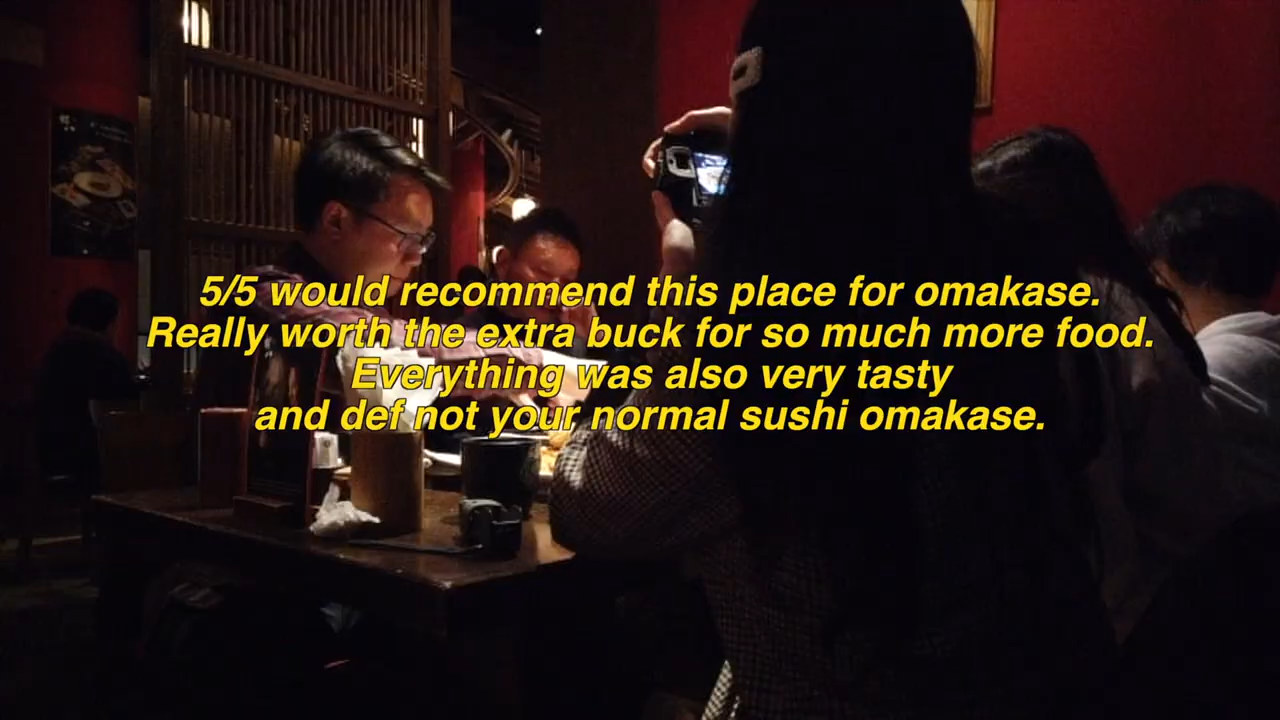 5/5 would recommend this place for omakase.
Really worth the extra buck for so much more food.
Everything was also very tasty
and def not your normal sushi omakase.